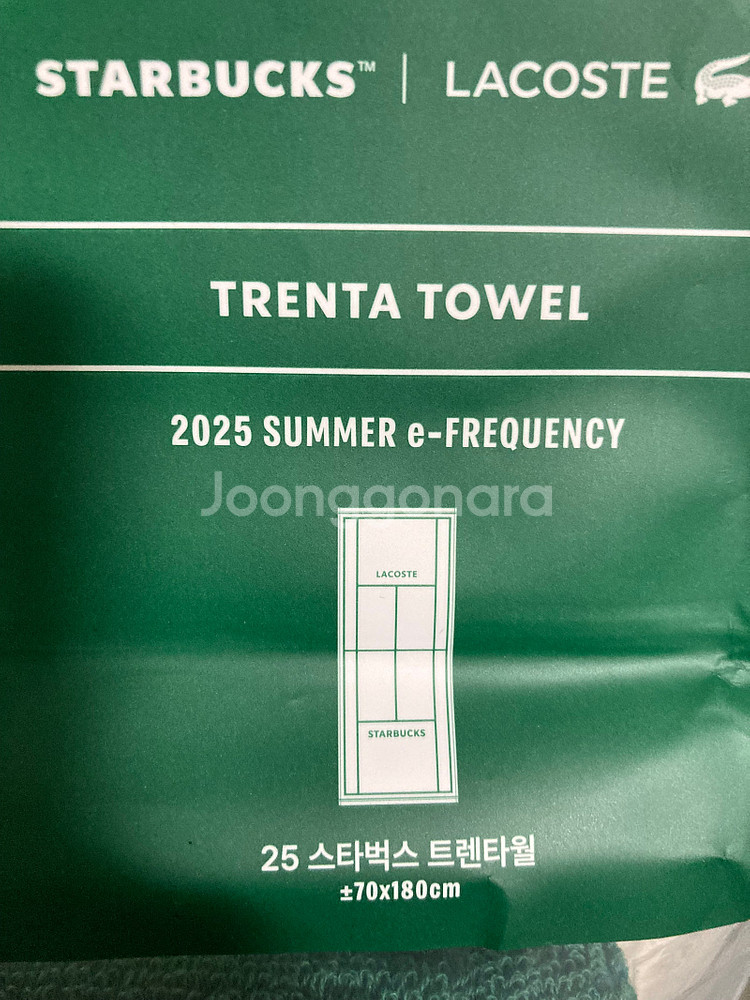 STARBUCKS™ | LACOSTE
TRENTA TOWEL
2025 SUMMER e-FREQUENCY
Joonggonara
LACOSTE
STARBUCKS
25 스타벅스 트렌타월
±70x180cm